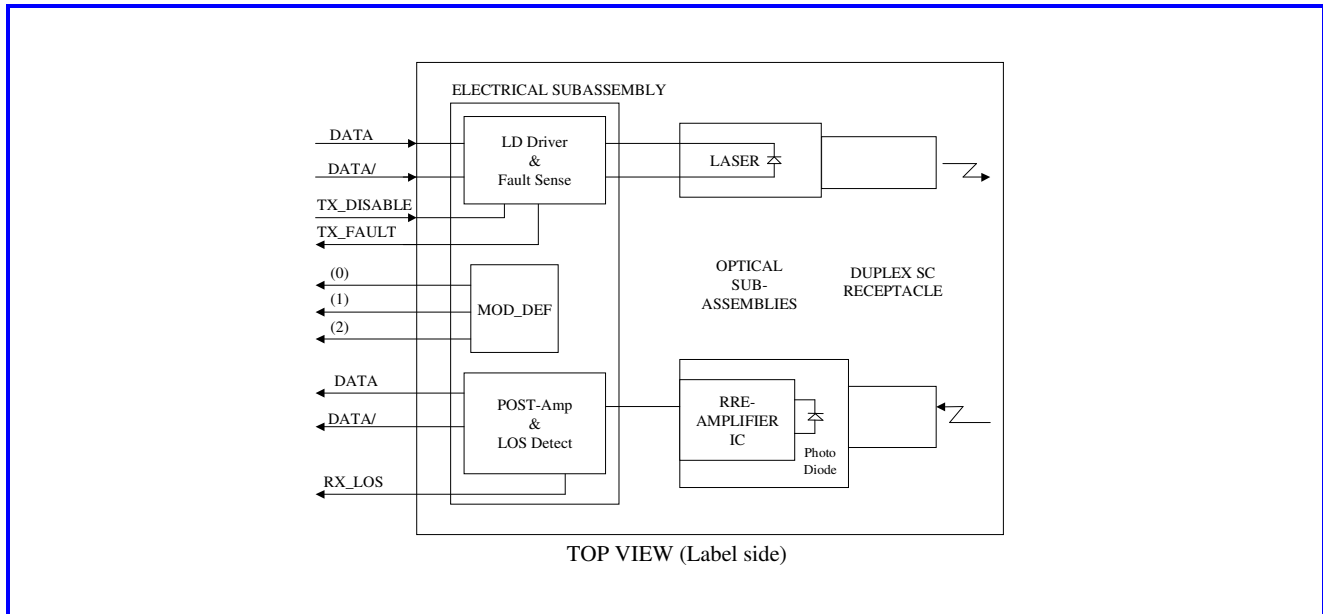 ELECTRICAL SUBASSEMBLY
DATA
DATA/
TX_DISABLE
TX_FAULT
LD Driver
&
Fault Sense
LASER
(0)
(1)
(2)
MOD_DEF
OPTICAL
SUB-
ASSEMBLIES
DUPLEX SC
RECEPTACLE
DATA
DATA/
RX_LOS
POST-Amp
&
LOS Detect
RRE-
AMPLIFIER
IC
Photo
Diode
TOP VIEW (Label side)